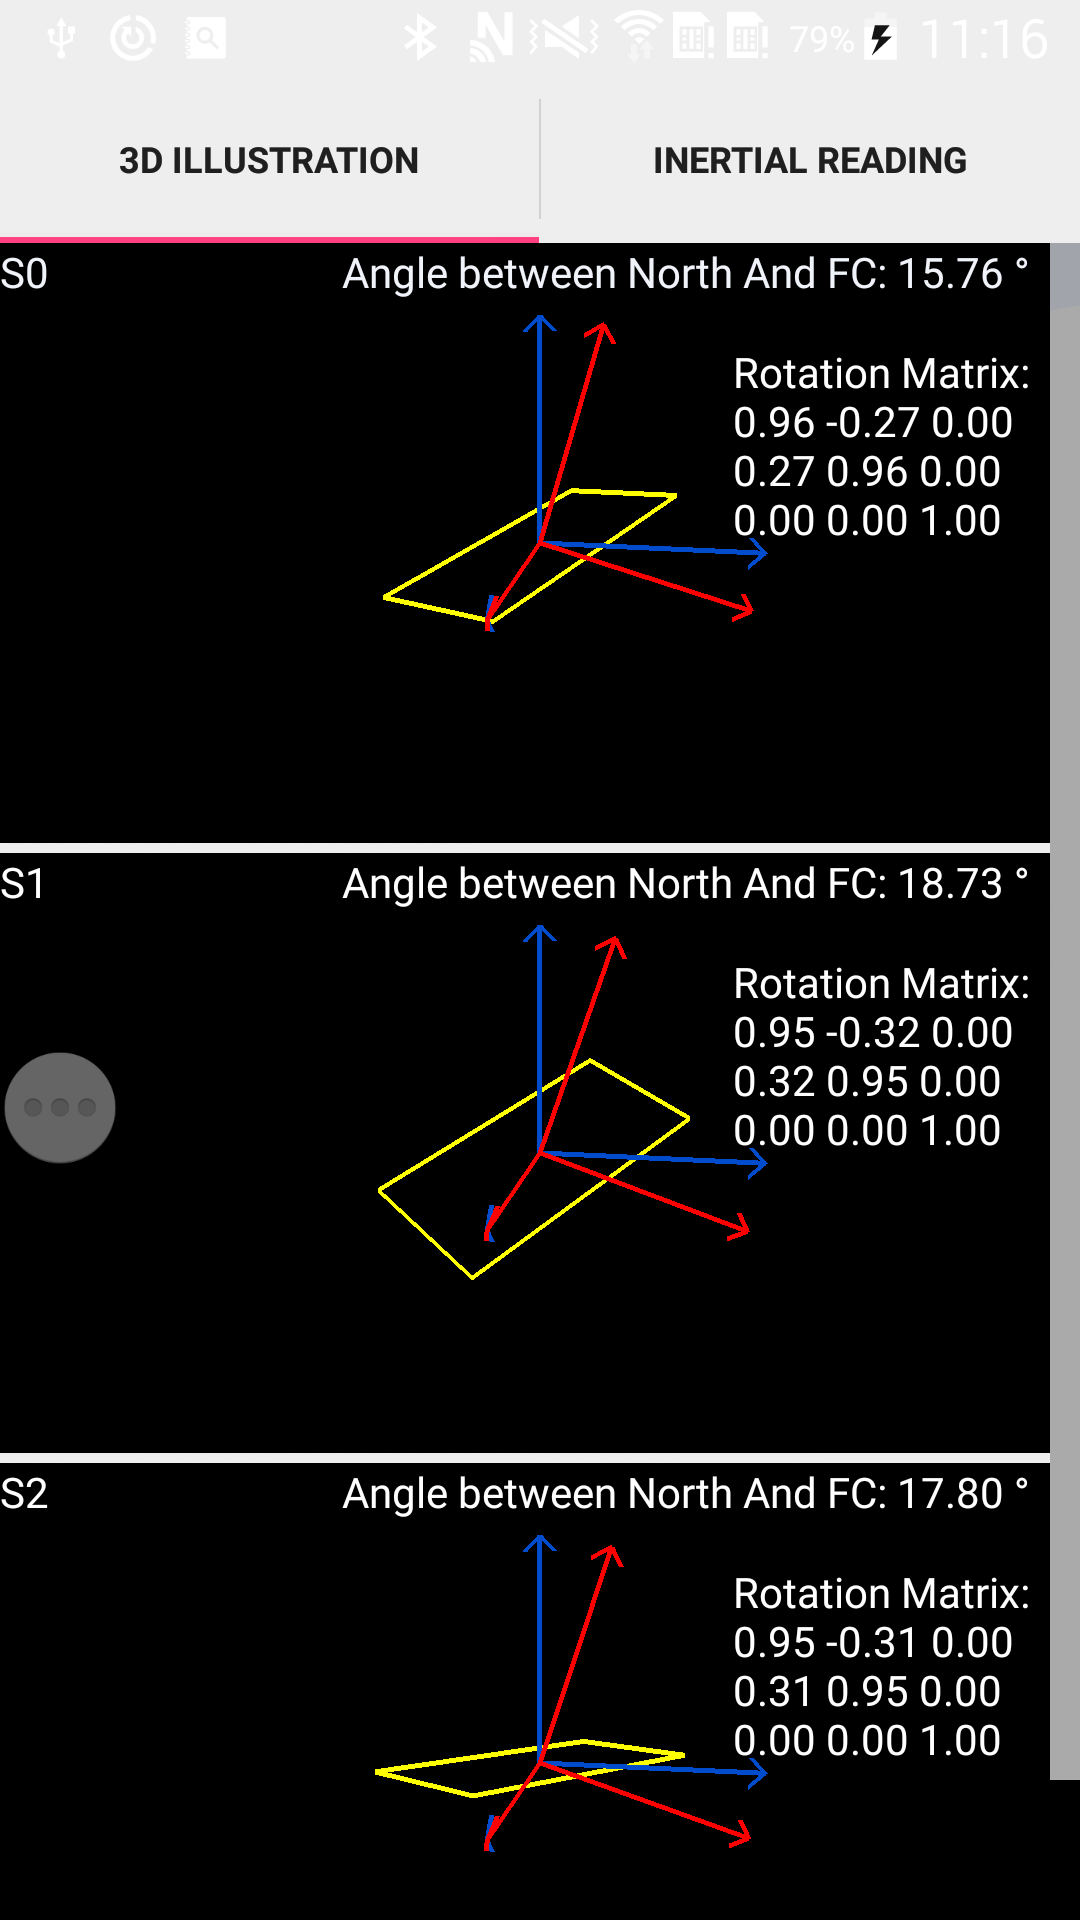 79% 11:16
3D ILLUSTRATION INERTIAL READING
S0 Angle between North And FC: 15.76 °
Rotation Matrix:
0.96 -0.27 0.00
0.27 0.96 0.00
0.00 0.00 1.00
S1 Angle between North And FC: 18.73 °
Rotation Matrix:
0.95 -0.32 0.00
0.32 0.95 0.00
0.00 0.00 1.00
S2 Angle between North And FC: 17.80 °
Rotation Matrix:
0.95 -0.31 0.00
0.31 0.95 0.00
0.00 0.00 1.00